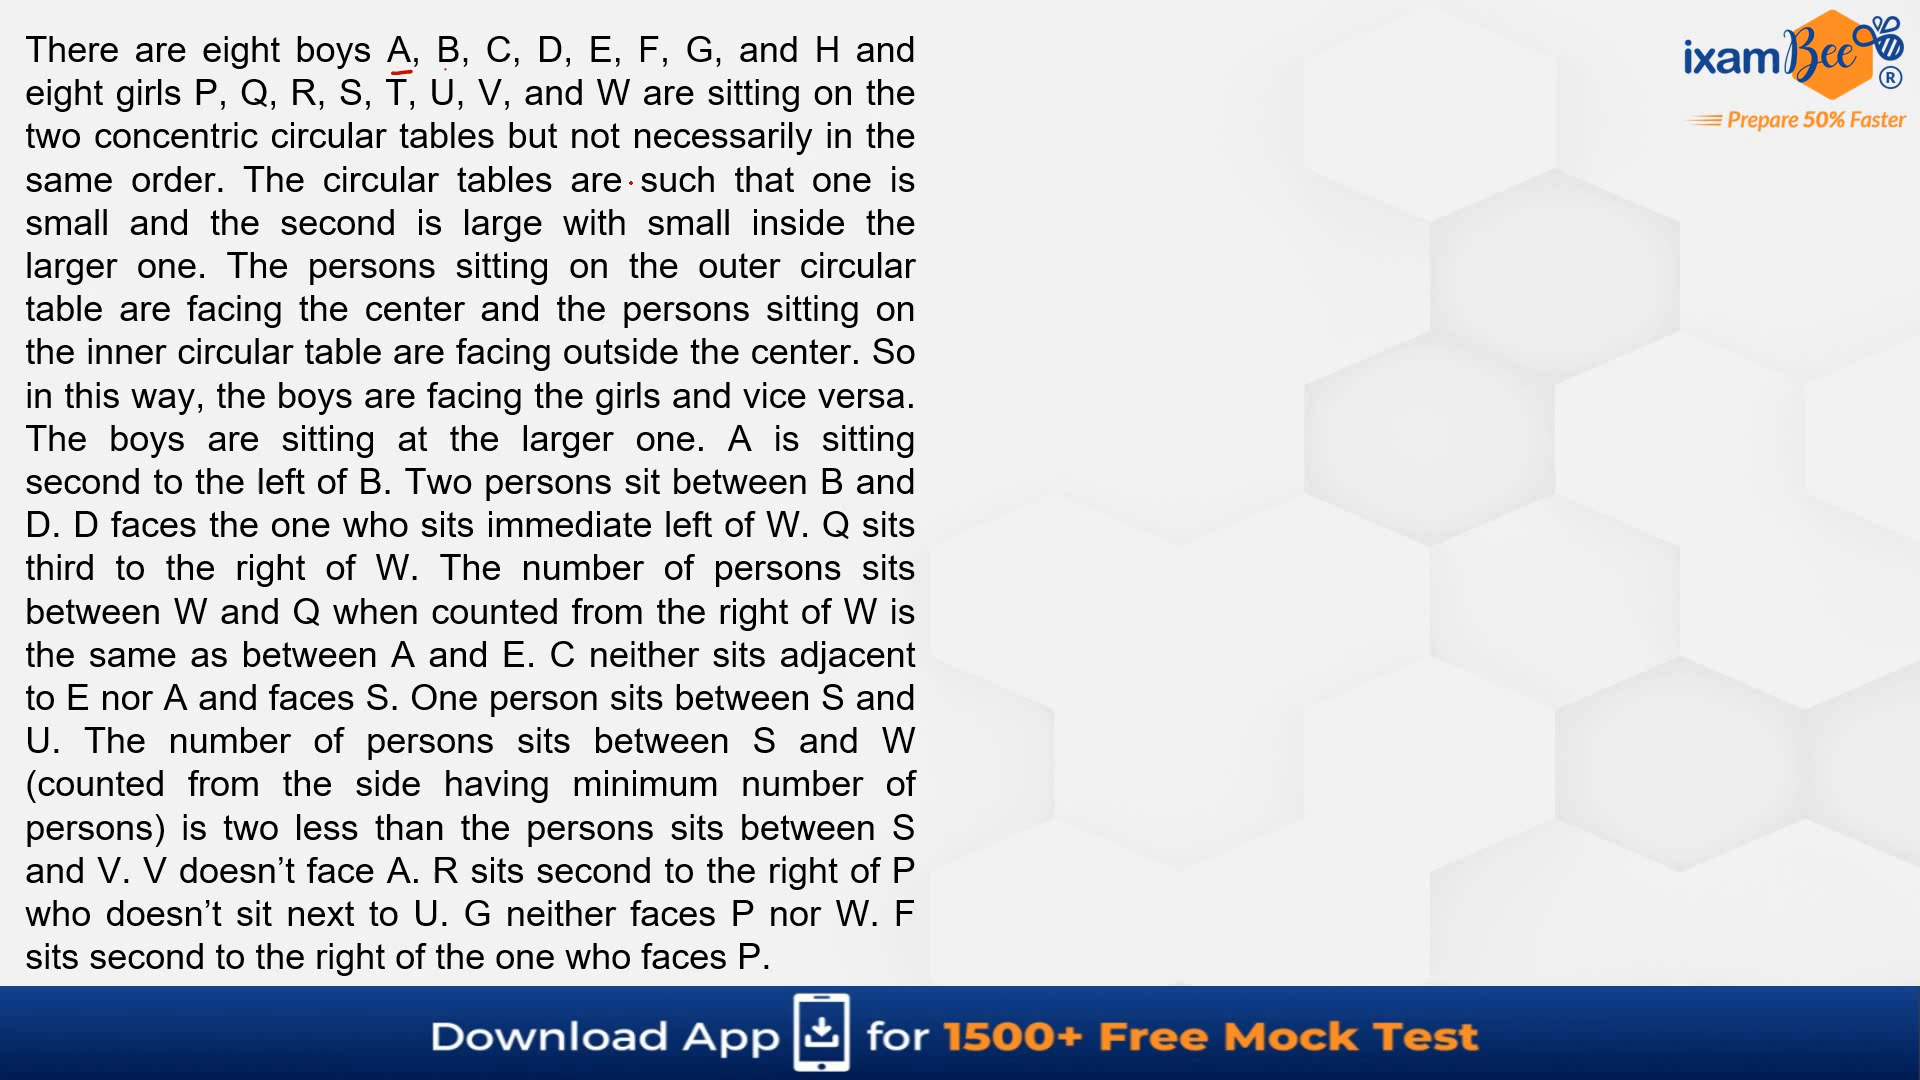 There are eight boys A, B, C, D, E, F, G, and H and
eight girls P, Q, R, S, T, U, V, and W are sitting on the
two concentric circular tables but not necessarily in the
same order. The circular tables are such that one is
small and the second is large with small inside the
larger one. The persons sitting on the outer circular
table are facing the center and the persons sitting on
the inner circular table are facing outside the center. So
in this way, the boys are facing the girls and vice versa.
The boys are sitting at the larger one. A is sitting
second to the left of B. Two persons sit between B and
D. D faces the one who sits immediate left of W. Q sits
third to the right of W. The number of persons sits
between W and Q when counted from the right of W is
the same as between A and E. C neither sits adjacent
to E nor A and faces S. One person sits between S and
U. The number of persons sits between S and W
(counted from the side having minimum number of
persons) is two less than the persons sits between S
and V. V doesn’t face A. R sits second to the right of P
who doesn’t sit next to U. G neither faces P nor W. F
sits second to the right of the one who faces P.
ixamBee ®
Prepare 50% Faster
Download App for 1500+ Free Mock Test